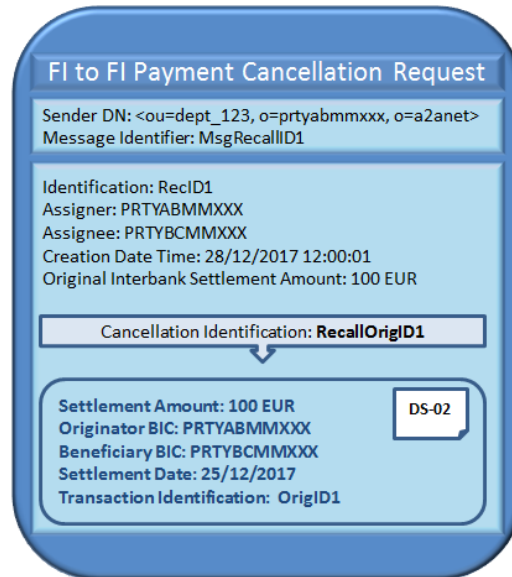 FI to FI Payment Cancellation Request
Sender DN: <ou=dept_123, o=prtyabmmxxx, o=a2anet>
Message Identifier: MsgRecallID1
Identification: RecID1
Assigner: PRTYABMMXXX
Assignee: PRTYBCMMXXX
Creation Date Time: 28/12/2017 12:00:01
Original Interbank Settlement Amount: 100 EUR
Cancellation Identification: RecallOrigID1
Settlement Amount: 100 EUR
Originator BIC: PRTYABMMXXX
Beneficiary BIC: PRTYBCMMXXX
Settlement Date: 25/12/2017
Transaction Identification: OrigID1
DS-02